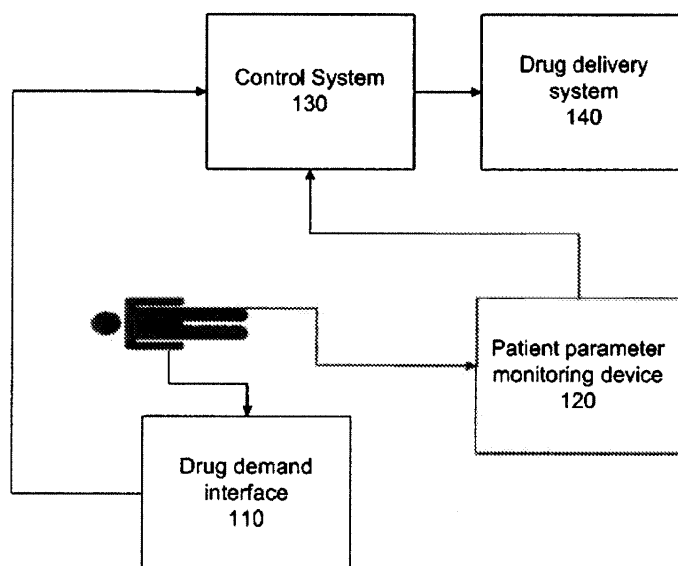 Control System
130
Drug delivery
system
140
Patient parameter
monitoring device
120
Drug demand
interface
110